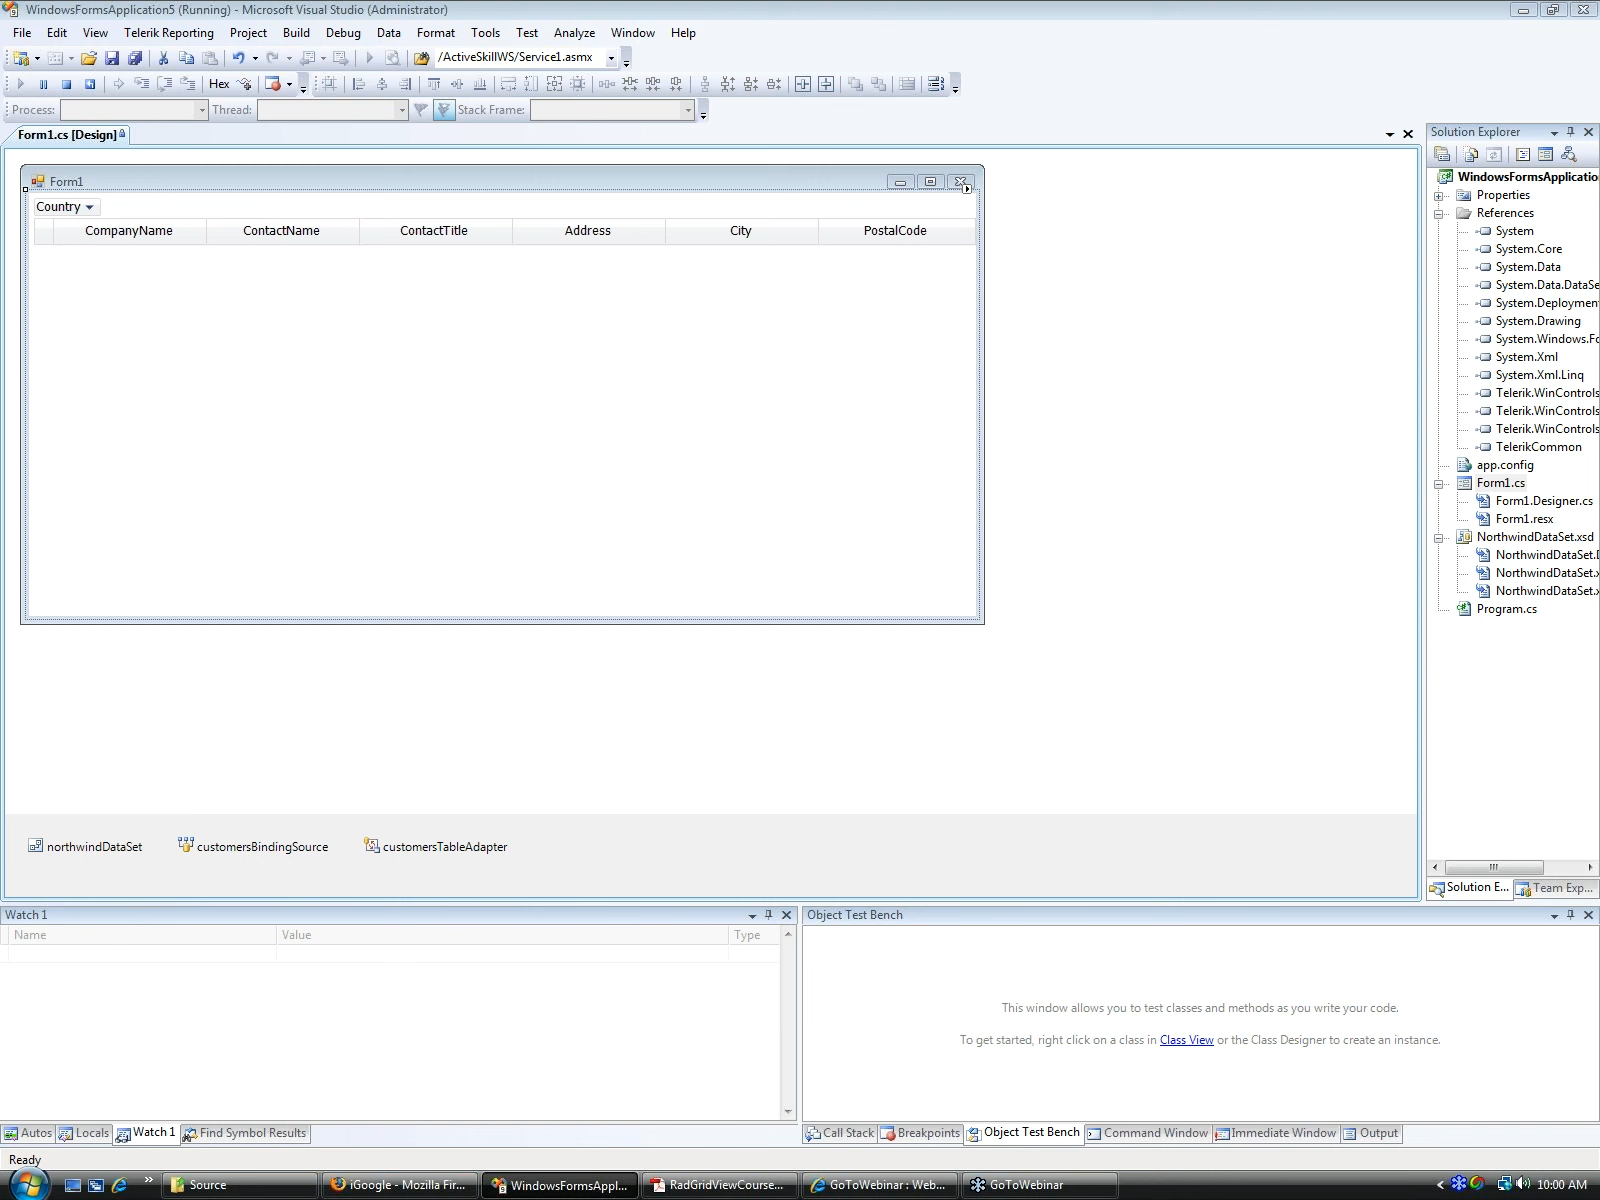 WindowsFormsApplication5 (Running) - Microsoft Visual Studio (Administrator)
File Edit View Telerik Reporting Project Build Debug Data Format Tools Test Analyze Window Help
/ActiveSkillWS/Service1.asmx
Hex
Process: Thread: Stack Frame:
Form1.cs [Design]
Form1
Country
CompanyName ContactName ContactTitle Address City PostalCode
northwindDataSet customersBindingSource customersTableAdapter
Solution Explorer
WindowsFormsApplicatio
Properties
References
System
System.Core
System.Data
System.Data.DataSe
System.Deploymen
System.Drawing
System.Windows.Fo
System.Xml
System.Xml.Linq
Telerik.WinControls
Telerik.WinControls
Telerik.WinControls
TelerikCommon
app.config
Form1.cs
Form1.Designer.cs
Form1.resx
NorthwindDataSet.xsd
NorthwindDataSet.D
NorthwindDataSet.x
NorthwindDataSet.x
Program.cs
Solution E... Team Exp...
Watch 1
Name Value Type
Autos Locals Watch 1 Find Symbol Results
Object Test Bench
This window allows you to test classes and methods as you write your code.
To get started, right click on a class in Class View or the Class Designer to create an instance.
Call Stack Breakpoints Object Test Bench Command Window Immediate Window Output
Ready
Source iGoogle - Mozilla Fir... WindowsFormsAppl... RadGridViewCourse... GoToWebinar : Web... GoToWebinar 10:00 AM